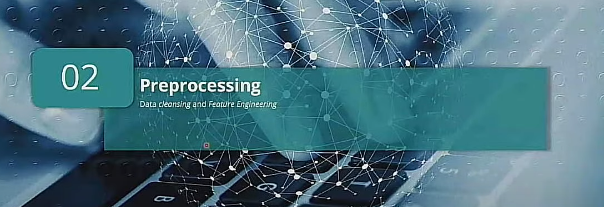 02
Preprocessing
Data cleansing and Feature Engineering